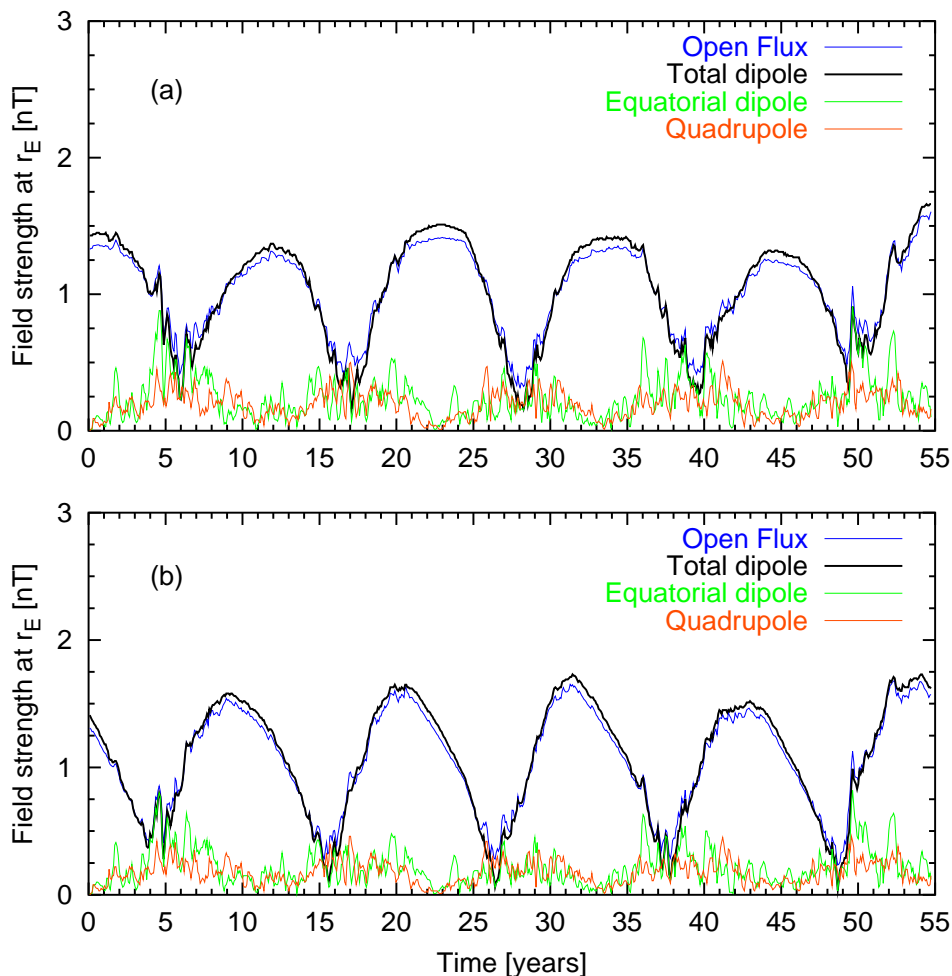 3
2
1
0
Field strength at r_E [nT]
(a)
Open Flux
Total dipole
Equatorial dipole
Quadrupole
0 5 10 15 20 25 30 35 40 45 50 55
3
2
1
0
Field strength at r_E [nT]
(b)
Open Flux
Total dipole
Equatorial dipole
Quadrupole
0 5 10 15 20 25 30 35 40 45 50 55
Time [years]